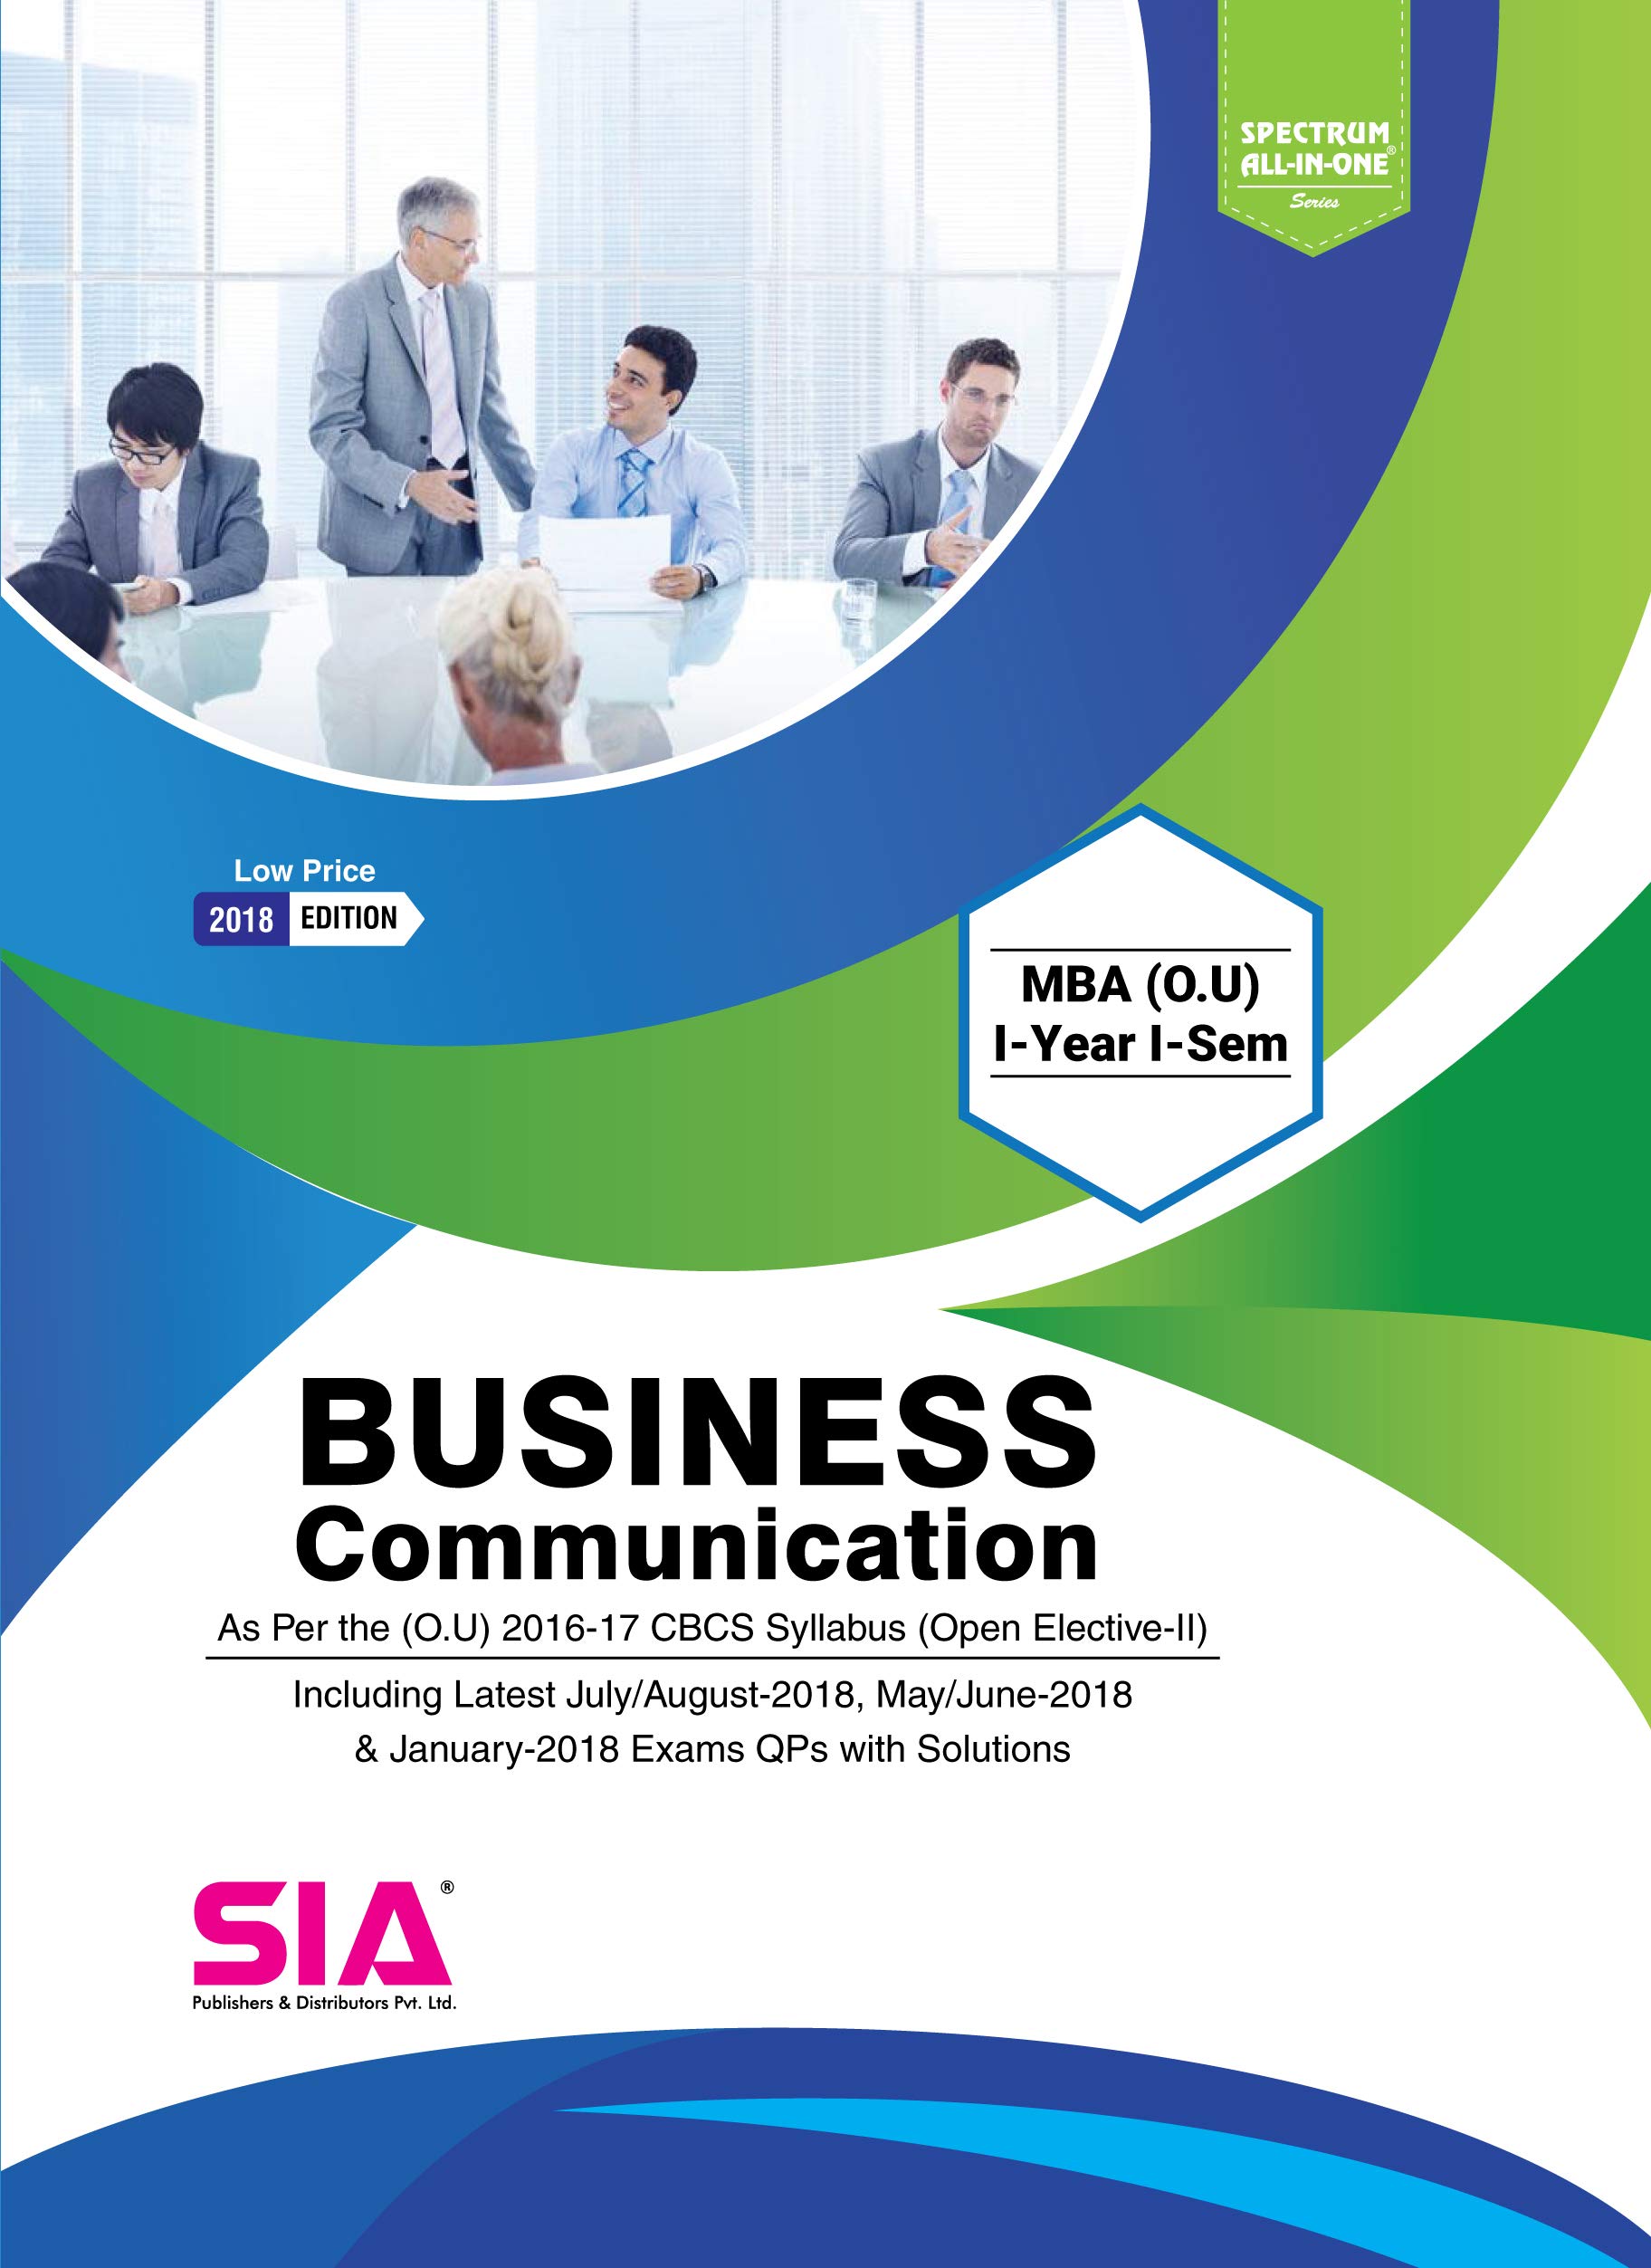 SPECTRUM
ALL-IN-ONE®
Series
Low Price
2018 EDITION
MBA (O.U)
I-Year I-Sem
BUSINESS
Communication
As Per the (O.U) 2016-17 CBCS Syllabus (Open Elective-II)
Including Latest July/August-2018, May/June-2018
& January-2018 Exams QPs with Solutions
SIA®
Publishers & Distributors Pvt. Ltd.